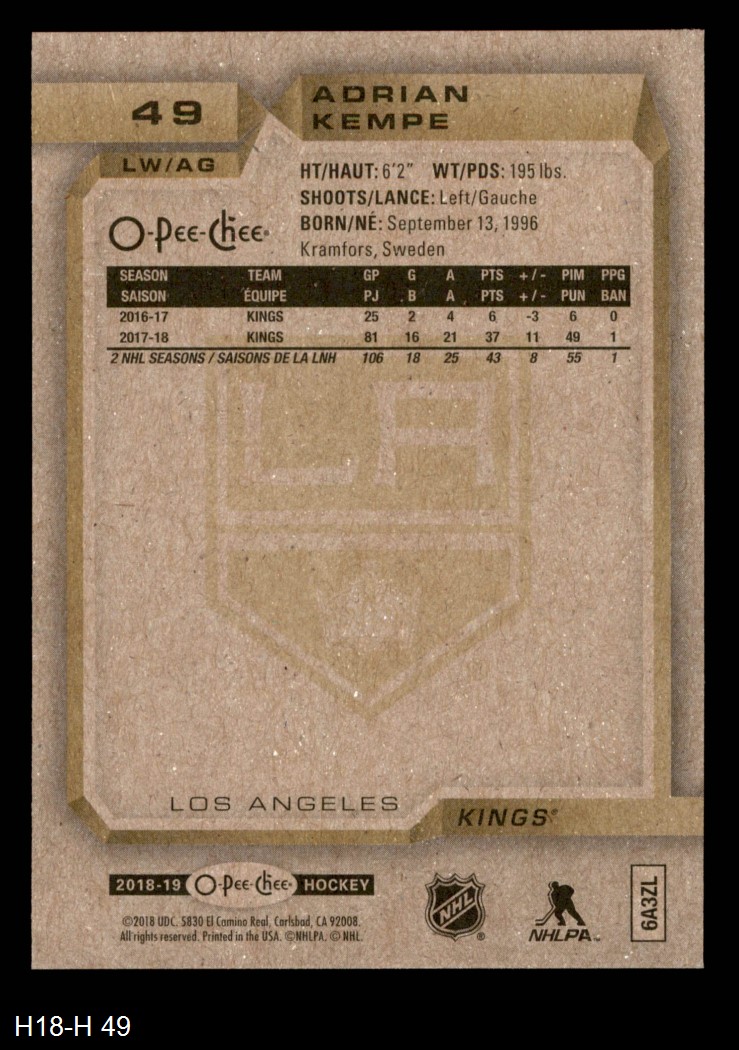 49
ADRIAN
KEMPE
LW/AG
HT/HAUT: 6'2" WT/PDS: 195 lbs.
SHOOTS/LANCE: Left/Gauche
BORN/NÉ: September 13, 1996
Kramfors, Sweden
O-Pee-Chee
SEASON TEAM GP G A PTS +/- PIM PPG
SAISON ÉQUIPE PJ B A PTS +/- PUN BAN
2016-17 KINGS 25 2 4 6 -3 6 0
2017-18 KINGS 81 16 21 37 11 49 1
2 NHL SEASONS / SAISONS DE LA LNH 106 18 25 43 8 55 1
LA
LOS ANGELES
KINGS
2018-19 O-Pee-Chee HOCKEY
©2018 UDC. 5830 El Camino Real, Carlsbad, CA 92008.
All rights reserved. Printed in the USA. ©NHLPA. © NHL.
NHL ®
NHLPA™
6A3ZL
H18-H 49